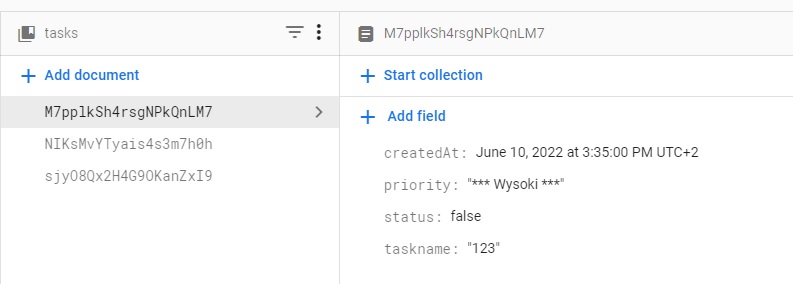 tasks
Add document
M7pplkSh4rsgNPkQnLM7
NIKsMvYTyais4s3m7h0h
sjyO8Qx2H4G9OKanZxI9
M7pplkSh4rsgNPkQnLM7
Start collection
Add field
createdAt: June 10, 2022 at 3:35:00 PM UTC+2
priority: "*** Wysoki ***"
status: false
taskname: "123"